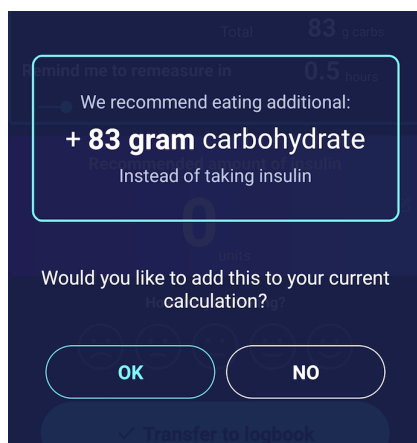 Total 83 g carbs
Remind me to remeasure in 0.5 hours
We recommend eating additional:
+ 83 gram carbohydrate
Recommended amount of insulin
Instead of taking insulin
0
units
Would you like to add this to your current
calculation?
OK NO
Transfer to logbook